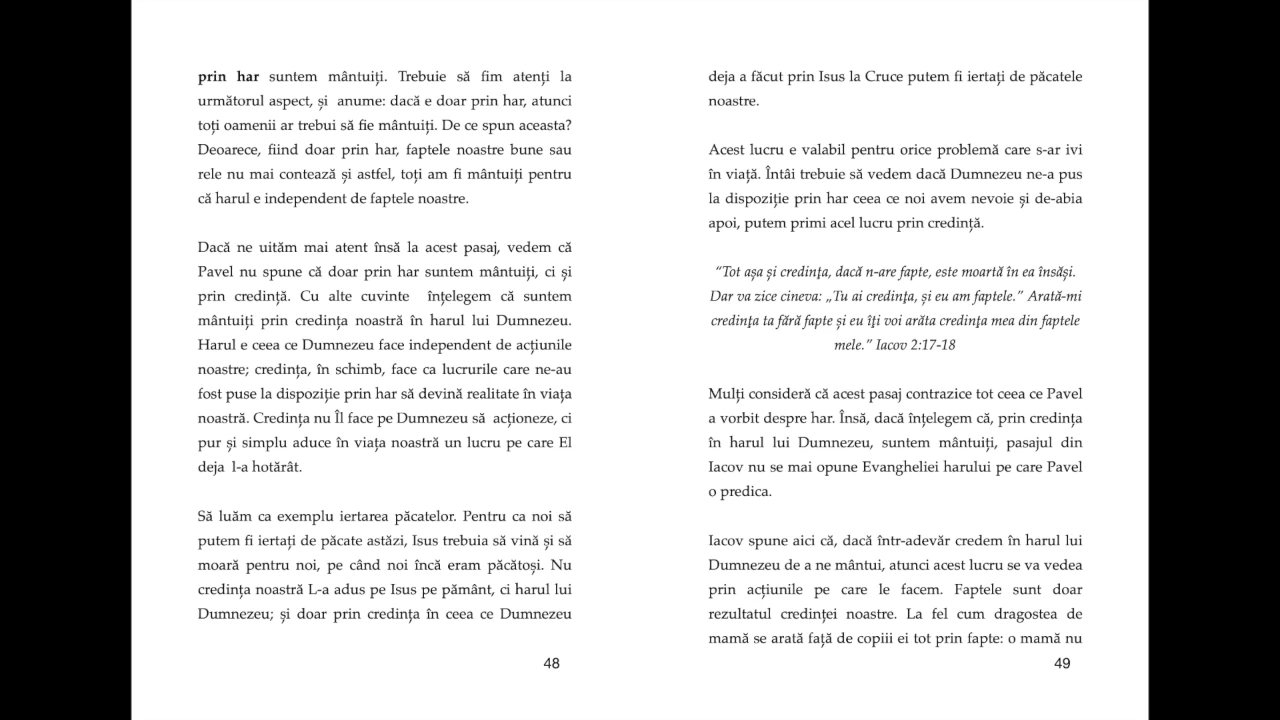 prin har suntem mântuiți. Trebuie să fim atenți la
următorul aspect, și anume: dacă e doar prin har, atunci
toți oamenii ar trebui să fie mântuiți. De ce spun aceasta?
Deoarece, fiind doar prin har, faptele noastre bune sau
rele nu mai contează și astfel, toți am fi mântuiți pentru
că harul e independent de faptele noastre.
Dacă ne uităm mai atent însă la acest pasaj, vedem că
Pavel nu spune că doar prin har suntem mântuiți, ci și
prin credință. Cu alte cuvinte înțelegem că suntem
mântuiți prin credința noastră în harul lui Dumnezeu.
Harul e ceea ce Dumnezeu face independent de acțiunile
noastre; credința, în schimb, face ca lucrurile care ne-au
fost puse la dispoziție prin har să devină realitate în viața
noastră. Credința nu Îl face pe Dumnezeu să acționeze, ci
pur și simplu aduce în viața noastră un lucru pe care El
deja l-a hotărât.
Să luăm ca exemplu iertarea păcatelor. Pentru ca noi să
putem fi iertați de păcate astăzi, Isus trebuia să vină și să
moară pentru noi, pe când noi încă eram păcătoși. Nu
credința noastră L-a adus pe Isus pe pământ, ci harul lui
Dumnezeu; și doar prin credința în ceea ce Dumnezeu
48
deja a făcut prin Isus la Cruce putem fi iertați de păcatele
noastre.
Acest lucru e valabil pentru orice problemă care s-ar ivi
în viață. Întâi trebuie să vedem dacă Dumnezeu ne-a pus
la dispoziție prin har ceea ce noi avem nevoie și de-abia
apoi, putem primi acel lucru prin credință.
“Tot așa și credința, dacă n-are fapte, este moartă în ea însăși.
Dar va zice cineva: „Tu ai credința, și eu am faptele.” Arată-mi
credința ta fără fapte și eu îți voi arăta credința mea din faptele
mele.” Iacov 2:17-18
Mulți consideră că acest pasaj contrazice tot ceea ce Pavel
a vorbit despre har. Însă, dacă înțelegem că, prin credința
în harul lui Dumnezeu, suntem mântuiți, pasajul din
Iacov nu se mai opune Evangheliei harului pe care Pavel
o predica.
Iacov spune aici că, dacă într-adevăr credem în harul lui
Dumnezeu de a ne mântui, atunci acest lucru se va vedea
prin acțiunile pe care le facem. Faptele sunt doar
rezultatul credinței noastre. La fel cum dragostea de
mamă se arată față de copiii ei tot prin fapte: o mamă nu
49